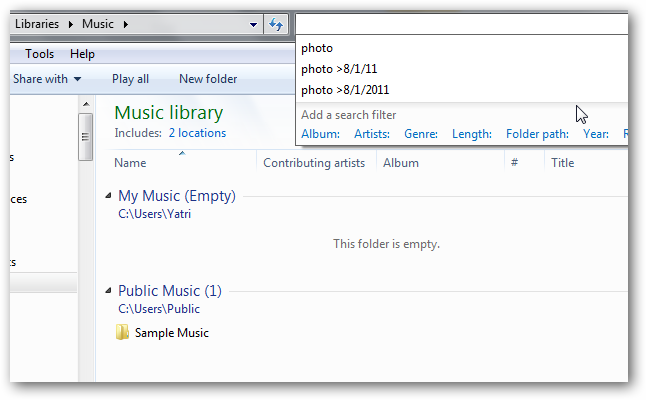 Libraries ▸ Music ▸
photo
photo >8/1/11
photo >8/1/2011
Add a search filter
Album: Artists: Genre: Length: Folder path: Year:
Tools Help
Share with Play all New folder
Music library
Includes: 2 locations
Name Contributing artists Album # Title
My Music (Empty)
C:\Users\Yatri
This folder is empty.
Public Music (1)
C:\Users\Public
Sample Music